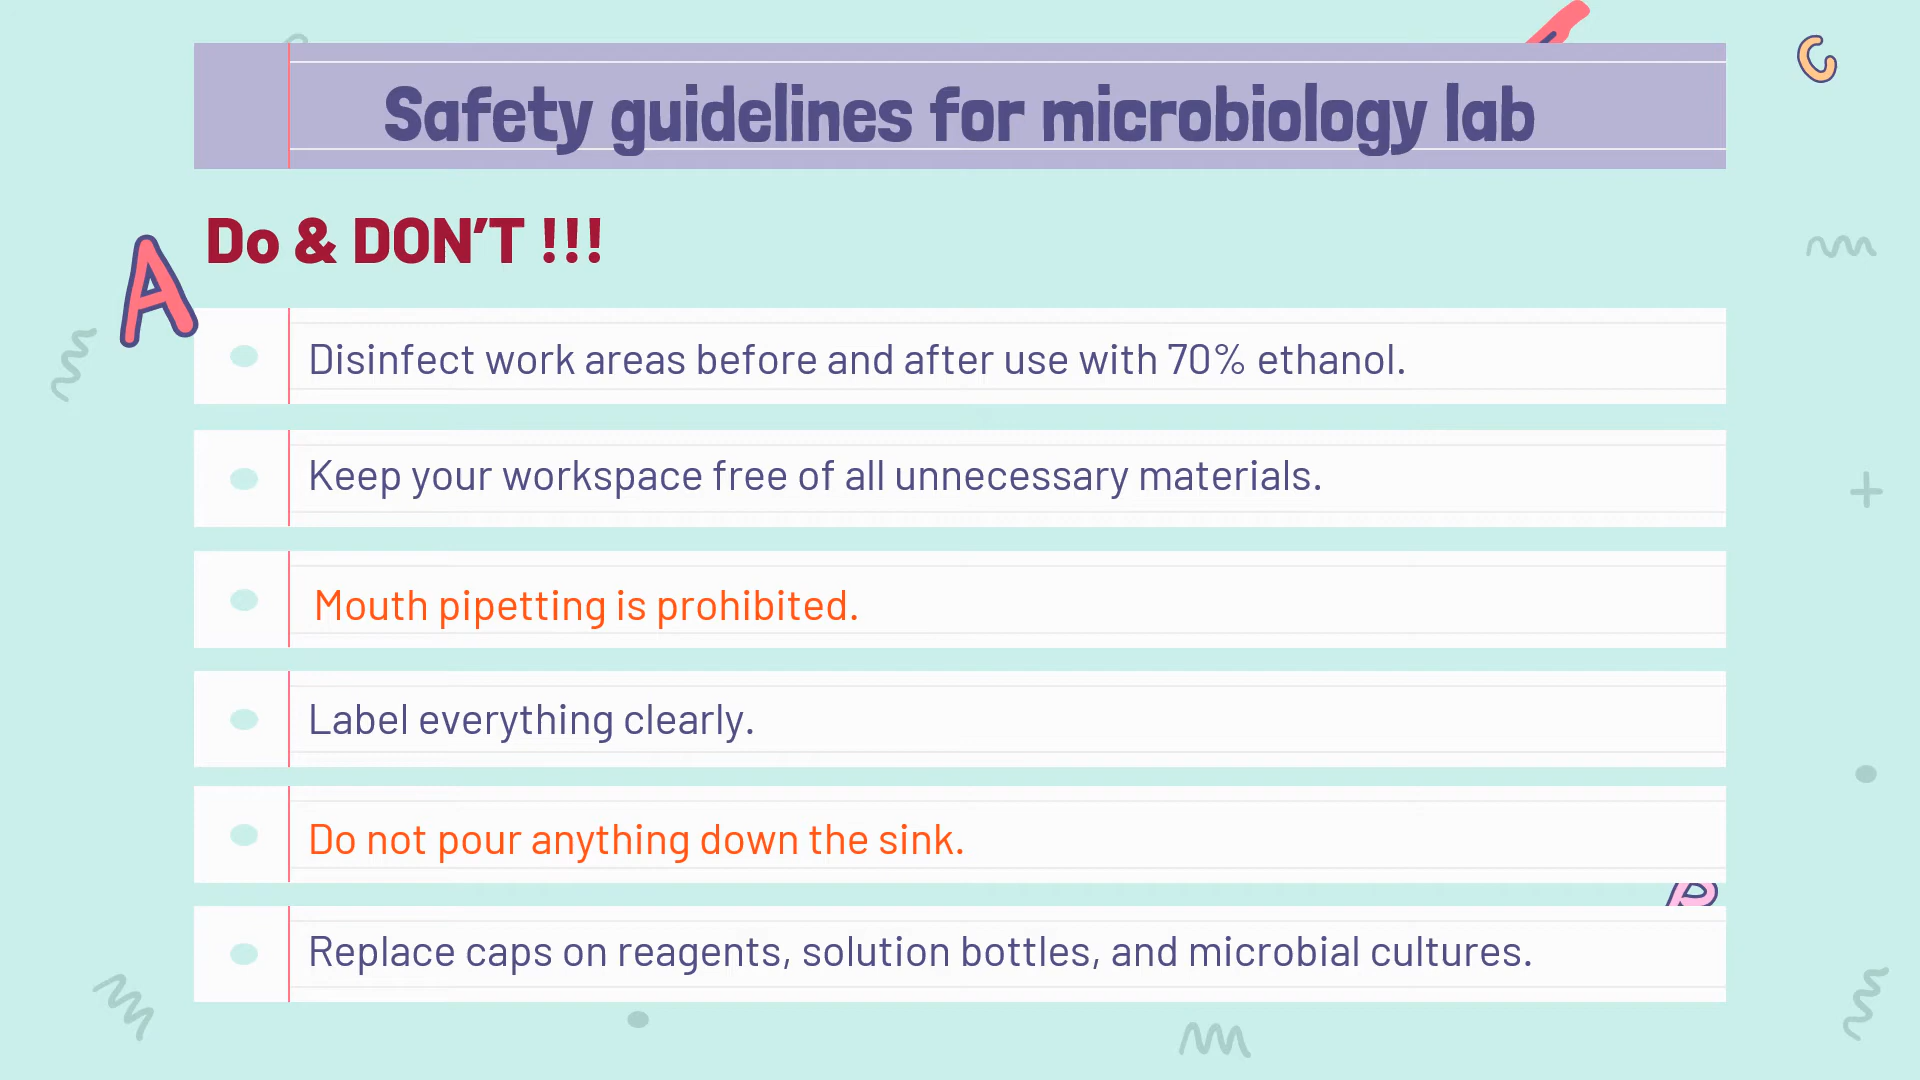 Safety guidelines for microbiology lab
Do & DON’T !!!
Disinfect work areas before and after use with 70% ethanol.
Keep your workspace free of all unnecessary materials.
Mouth pipetting is prohibited.
Label everything clearly.
Do not pour anything down the sink.
Replace caps on reagents, solution bottles, and microbial cultures.